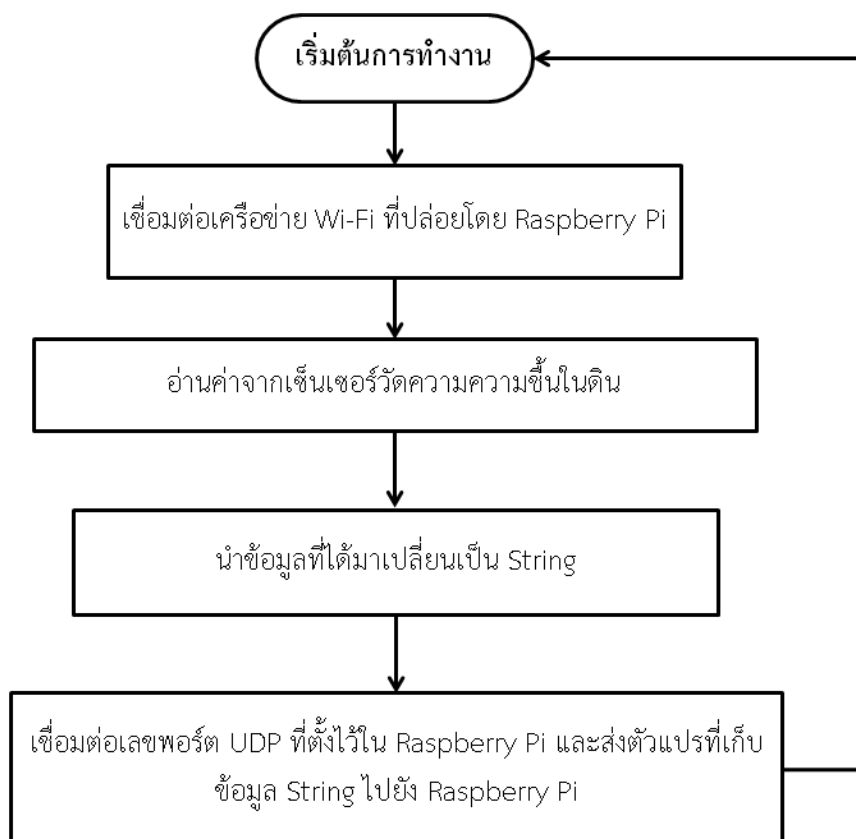 เริ่มต้นการทำงาน
เชื่อมต่อเครือข่าย Wi-Fi ที่ปล่อยโดย Raspberry Pi
อ่านค่าจากเซ็นเซอร์วัดความความชื้นในดิน
นำข้อมูลที่ได้มาเปลี่ยนเป็น String
เชื่อมต่อเลขพอร์ต UDP ที่ตั้งไว้ใน Raspberry Pi และส่งตัวแปรที่เก็บ
ข้อมูล String ไปยัง Raspberry Pi